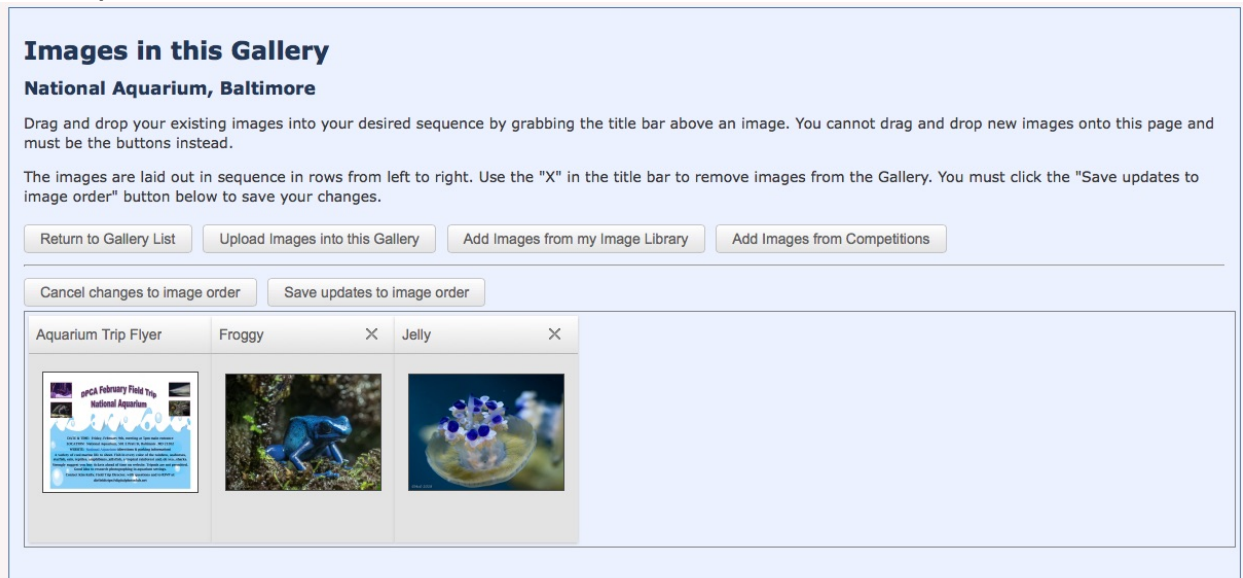 Images in this Gallery
National Aquarium, Baltimore
Drag and drop your existing images into your desired sequence by grabbing the title bar above an image. You cannot drag and drop new images onto this page and
must be the buttons instead.
The images are laid out in sequence in rows from left to right. Use the "X" in the title bar to remove images from the Gallery. You must click the "Save updates to
image order" button below to save your changes.
Return to Gallery List
Upload Images into this Gallery
Add Images from my Image Library
Add Images from Competitions
Cancel changes to image order
Save updates to image order
Aquarium Trip Flyer
Froggy
Jelly
DPCA February Field Trip
National Aquarium